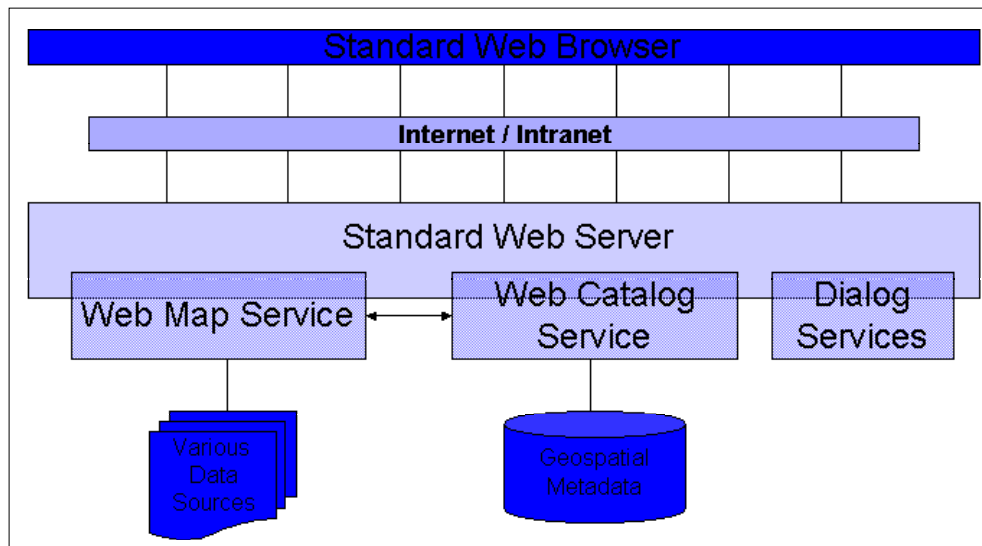 Standard Web Browser
Internet / Intranet
Standard Web Server
Web Map Service
Web Catalog
Service
Dialog
Services
Various
Data
Sources
Geospatial
Metadata